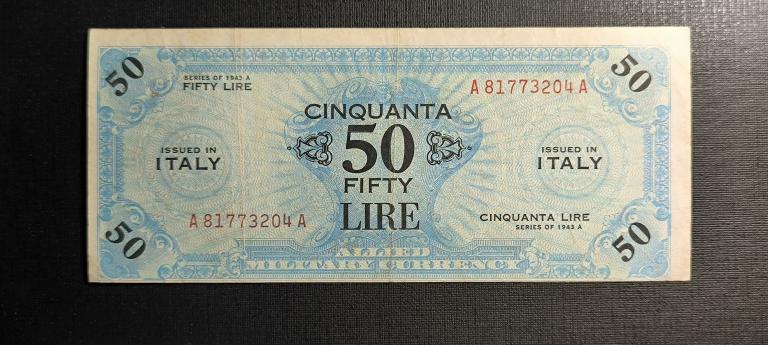 50
50
SERIES OF 1943 A
FIFTY LIRE
A 81773204 A
CINQUANTA
50
FIFTY
LIRE
ISSUED IN
ITALY
ISSUED IN
ITALY
A 81773204 A
CINQUANTA LIRE
SERIES OF 1943 A
50
50
ALLIED
MILITARY CURRENCY